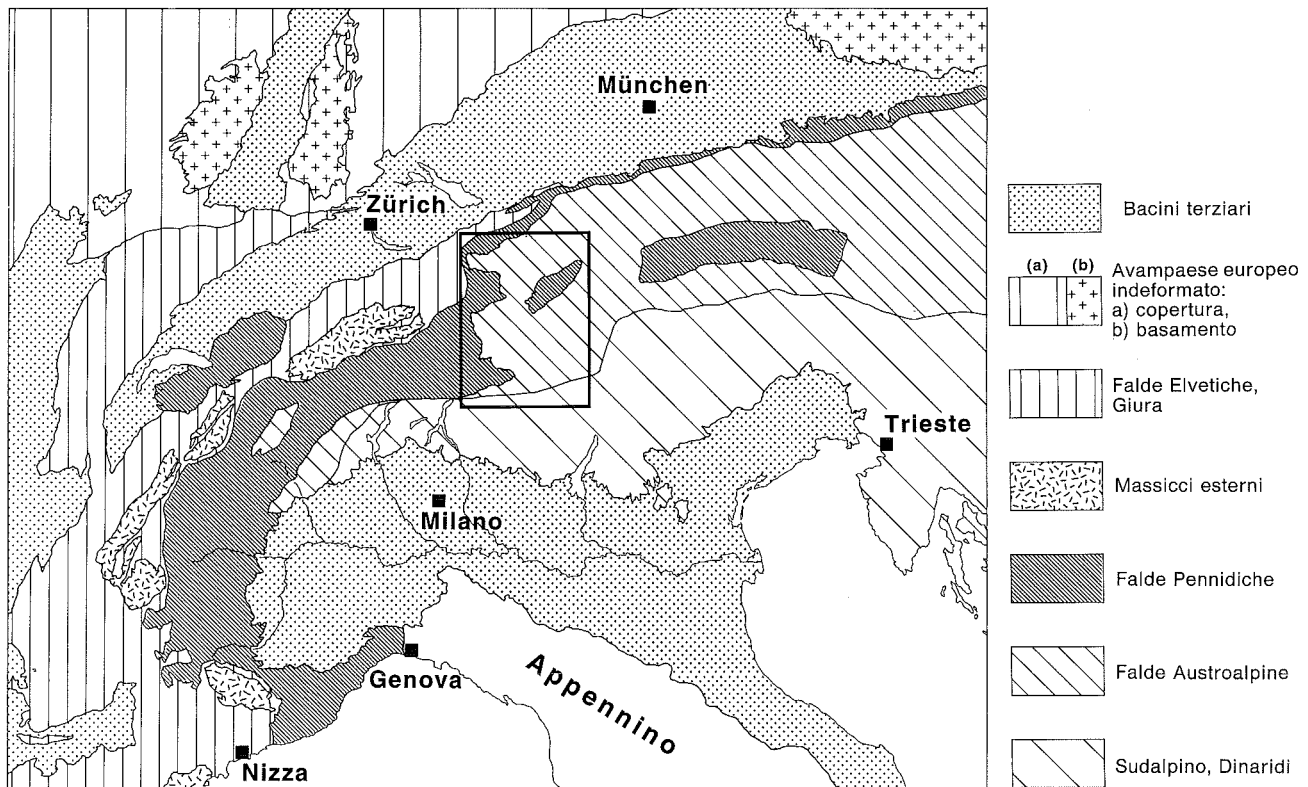 München
Zürich
Trieste
Milano
Genova
Appennino
Nizza
Bacini terziari
(a) (b)
Avampaese europeo
indeformato:
a) copertura,
b) basamento
Falde Elvetiche,
Giura
Massicci esterni
Falde Pennidiche
Falde Austroalpine
Sudalpino, Dinaridi